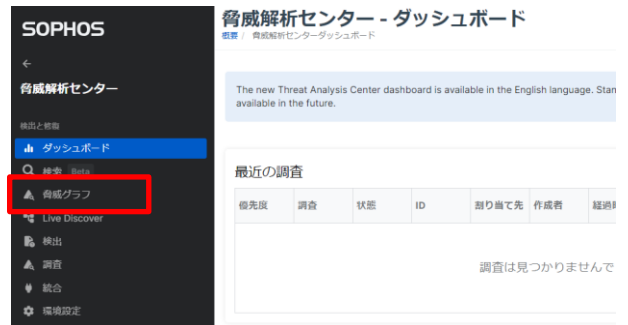 SOPHOS
脅威解析センター
検出と修復
ダッシュボード
検索 Beta
脅威グラフ
Live Discover
検出
調査
統合
環境設定
脅威解析センター - ダッシュボード
概要 / 脅威解析センターダッシュボード
The new Threat Analysis Center dashboard is available in the English language. Stan
available in the future.
最近の調査
優先度 調査 状態 ID 割り当て先 作成者 経過時
調査は見つかりませんで